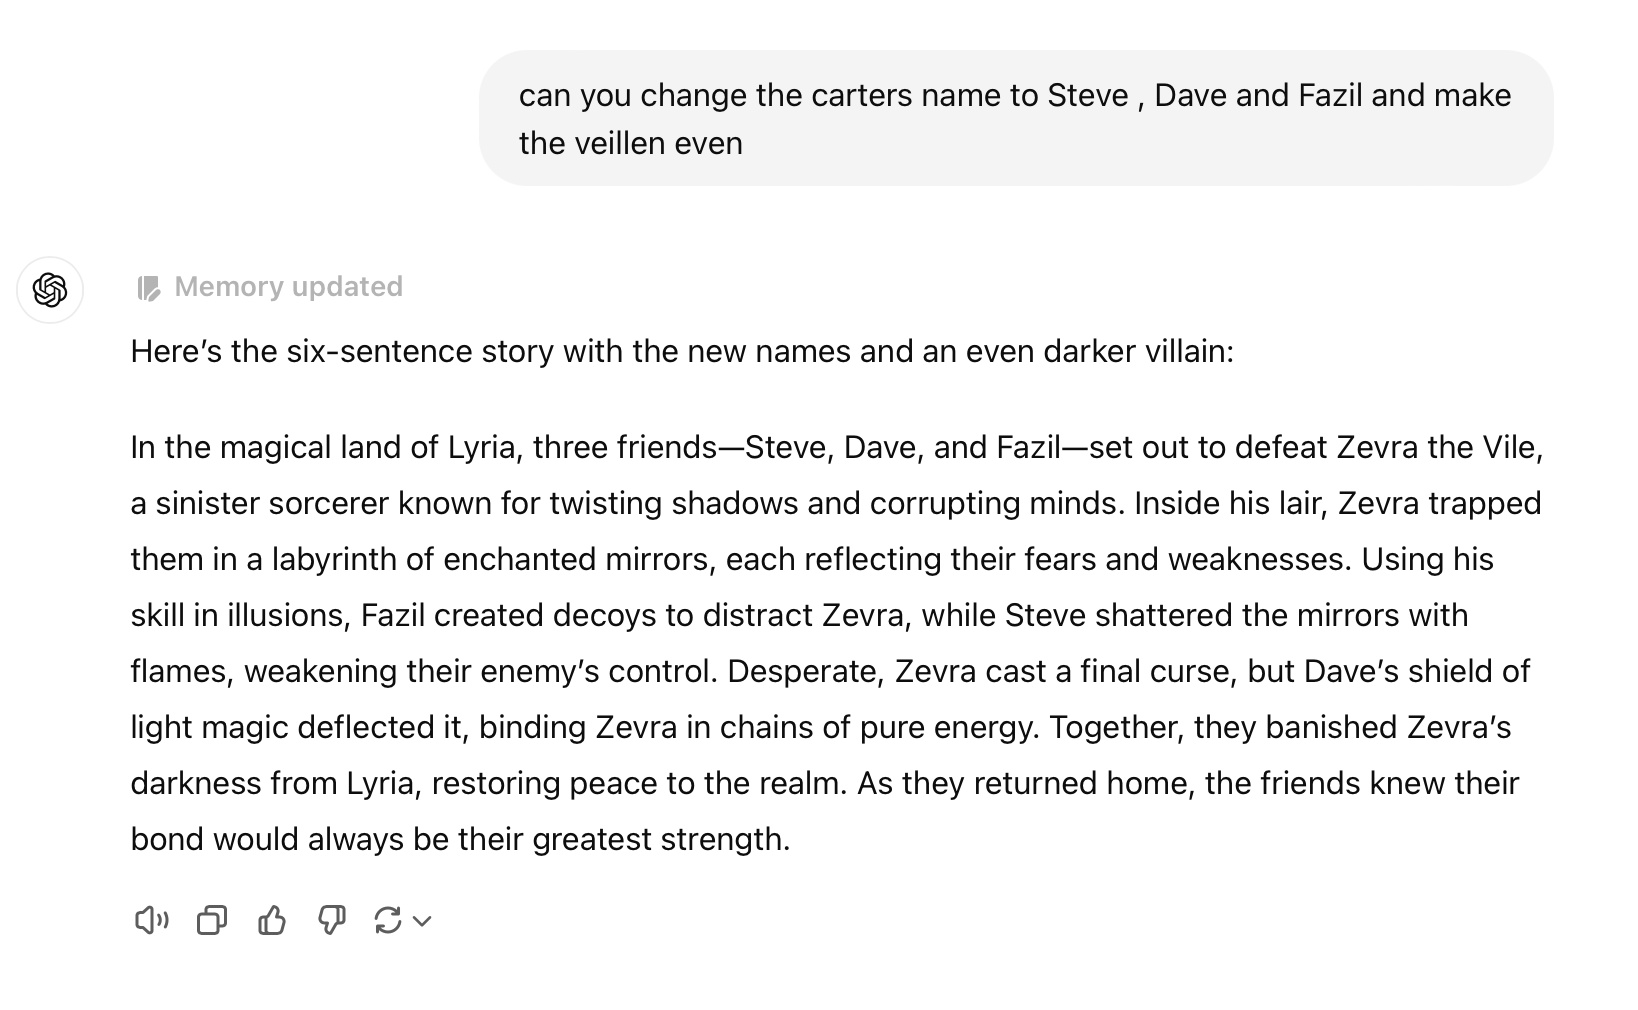 can you change the carters name to Steve , Dave and Fazil and make
the veillen even
Memory updated
Here’s the six-sentence story with the new names and an even darker villain:
In the magical land of Lyria, three friends—Steve, Dave, and Fazil—set out to defeat Zevra the Vile,
a sinister sorcerer known for twisting shadows and corrupting minds. Inside his lair, Zevra trapped
them in a labyrinth of enchanted mirrors, each reflecting their fears and weaknesses. Using his
skill in illusions, Fazil created decoys to distract Zevra, while Steve shattered the mirrors with
flames, weakening their enemy’s control. Desperate, Zevra cast a final curse, but Dave’s shield of
light magic deflected it, binding Zevra in chains of pure energy. Together, they banished Zevra’s
darkness from Lyria, restoring peace to the realm. As they returned home, the friends knew their
bond would always be their greatest strength.